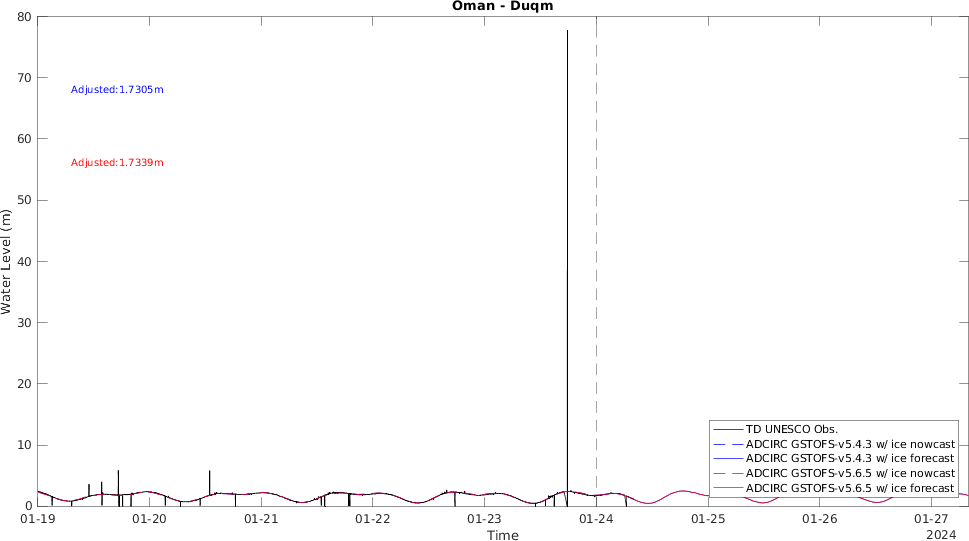 Oman - Duqm
80
70
60
50
40
30
20
10
0
Water Level (m)
Adjusted:1.7305m
Adjusted:1.7339m
TD UNESCO Obs.
ADCIRC GSTOFS-v5.4.3 w/ ice nowcast
ADCIRC GSTOFS-v5.4.3 w/ ice forecast
ADCIRC GSTOFS-v5.6.5 w/ ice nowcast
ADCIRC GSTOFS-v5.6.5 w/ ice forecast
01-19 01-20 01-21 01-22 01-23 01-24 01-25 01-26 01-27
Time
2024